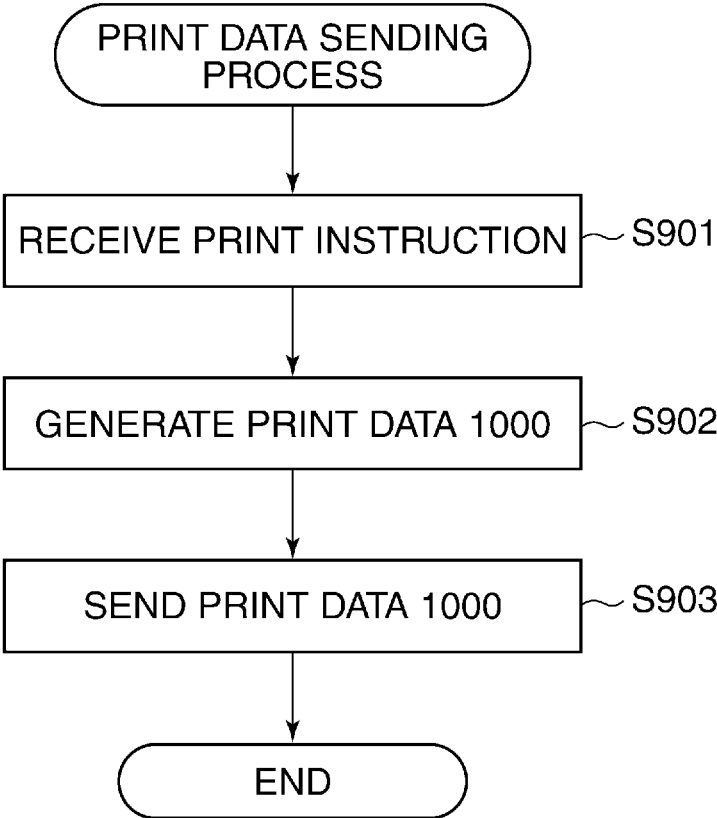 PRINT DATA SENDING
PROCESS
RECEIVE PRINT INSTRUCTION
S901
GENERATE PRINT DATA 1000
S902
SEND PRINT DATA 1000
S903
END